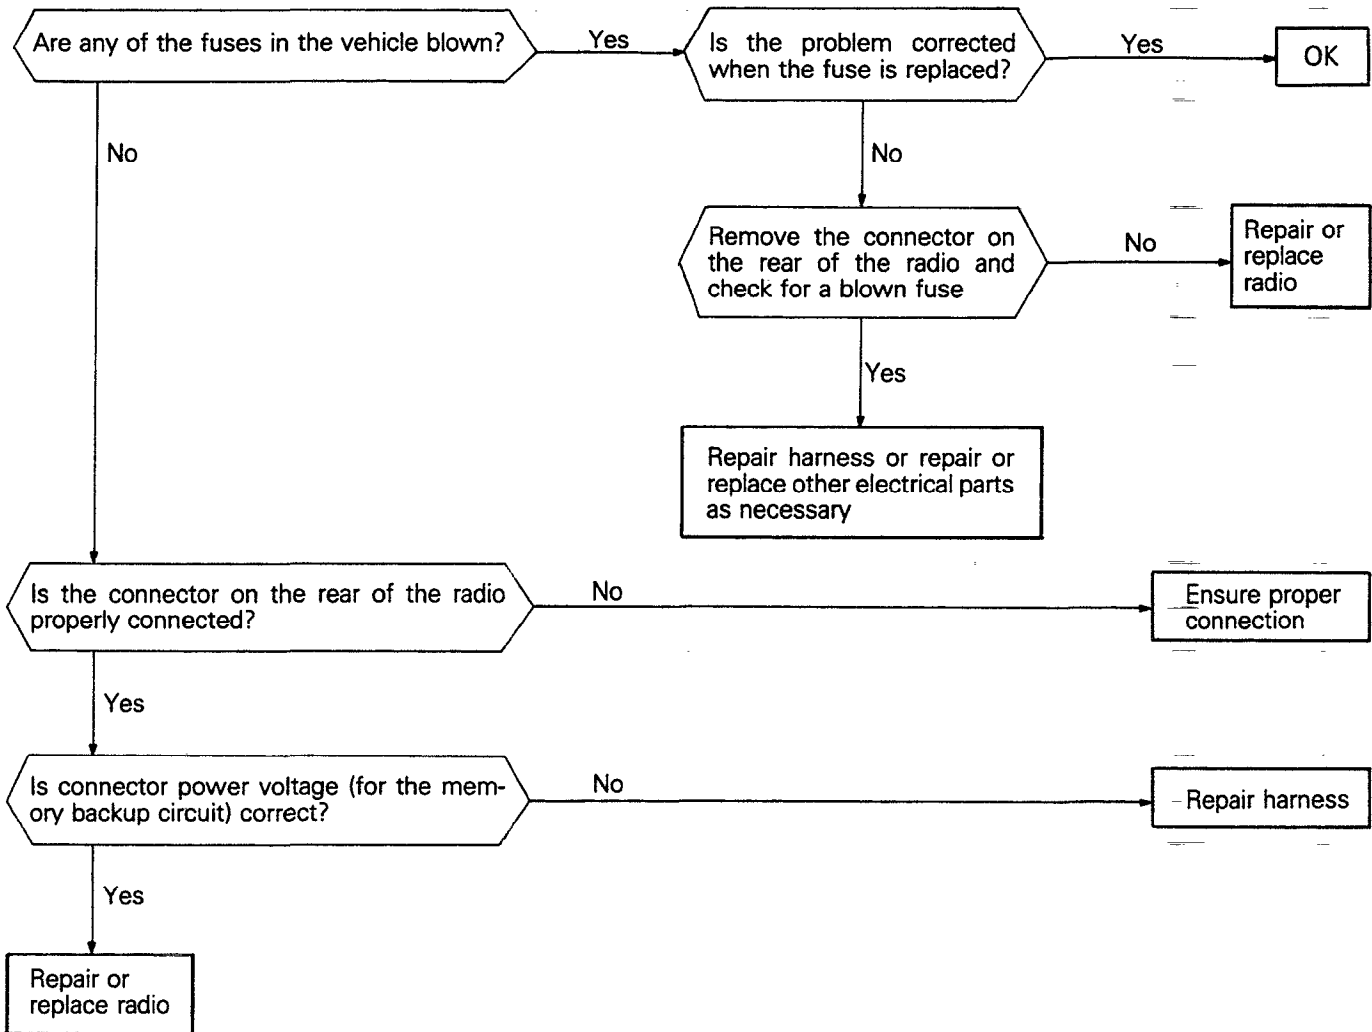 Are any of the fuses in the vehicle blown?
Yes
Is the problem corrected
when the fuse is replaced?
Yes
OK
No
No
Remove the connector on
the rear of the radio and
check for a blown fuse
No
Repair or
replace
radio
Yes
Repair harness or repair or
replace other electrical parts
as necessary
Is the connector on the rear of the radio
properly connected?
No
Ensure proper
connection
Yes
Is connector power voltage (for the mem-
ory backup circuit) correct?
No
Repair harness
Yes
Repair or
replace radio